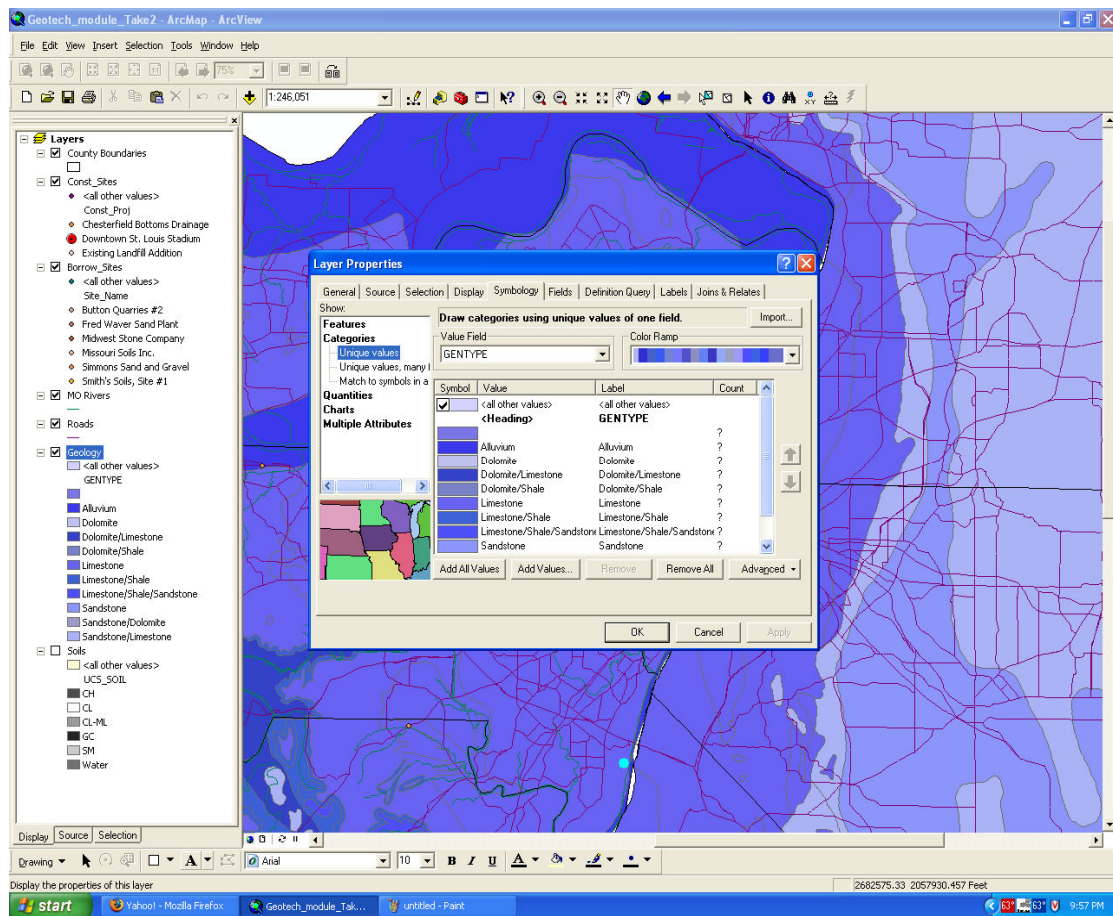 Geotech_module_Take2 - ArcMap - ArcView
File Edit View Insert Selection Tools Window Help
75%
1:246,051
Layers
County Boundaries
Const_Sites
<all other values>
Const_Proj
Chesterfield Bottoms Drainage
Downtown St. Louis Stadium
Existing Landfill Addition
Borrow_Sites
<all other values>
Site_Name
Button Quarries #2
Fred Waver Sand Plant
Midwest Stone Company
Missouri Soils Inc.
Simmons Sand and Gravel
Smith's Soils, Site #1
MO Rivers
Roads
Geology
<all other values>
GENTYPE
Alluvium
Dolomite
Dolomite/Limestone
Dolomite/Shale
Limestone
Limestone/Shale
Limestone/Shale/Sandstone
Sandstone
Sandstone/Dolomite
Sandstone/Limestone
Soils
<all other values>
UCS_SOIL
CH
CL
CL-ML
GC
SM
Water
Display Source Selection
Layer Properties
General Source Selection Display Symbology Fields Definition Query Labels Joins & Relates
Show:
Features
Categories
Unique values
Unique values, many f
Match to symbols in a
Quantities
Charts
Multiple Attributes
Draw categories using unique values of one field.
Import...
Value Field
GENTYPE
Color Ramp
Symbol Value Label Count
<all other values> <all other values>
<Heading> GENTYPE
?
Alluvium Alluvium ?
Dolomite Dolomite ?
Dolomite/Limestone Dolomite/Limestone ?
Dolomite/Shale Dolomite/Shale ?
Limestone Limestone ?
Limestone/Shale Limestone/Shale ?
Limestone/Shale/Sandstone Limestone/Shale/Sandstone ?
Sandstone Sandstone ?
Add All Values Add Values... Remove Remove All Advanced
OK Cancel Apply
Drawing A Arial 10 B I U A
Display the properties of this layer
2682575.33 2057930.457 Feet
start Yahoo! - Mozilla Firefox Geotech_module_Tak... untitled - Paint 63° 63° 9:57 PM